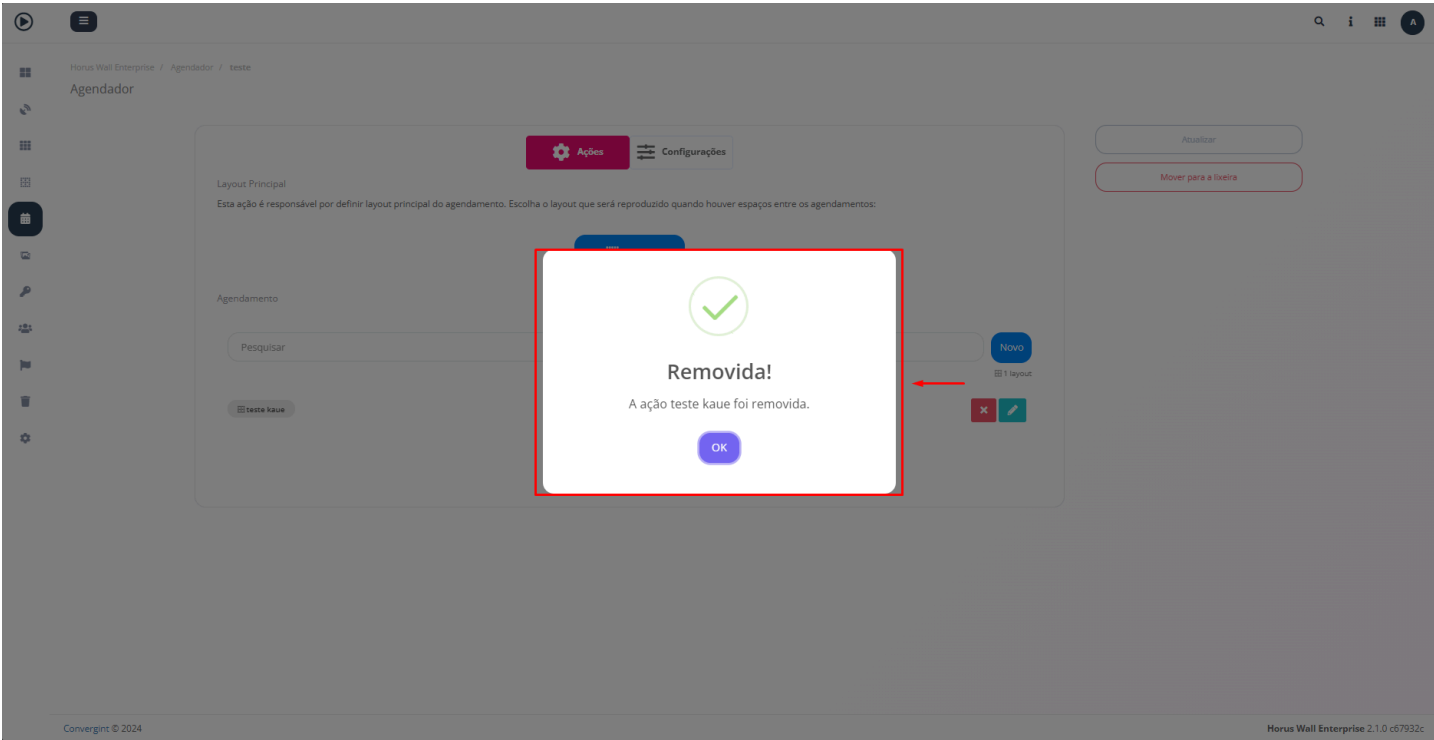 A
Horus Wall Enterprise / Agendador / teste
Agendador
Ações
Configurações
Atualizar
Mover para a lixeira
Layout Principal
Esta ação é responsável por definir layout principal do agendamento. Escolha o layout que será reproduzido quando houver espaços entre os agendamentos:
Agendamento
Pesquisar
Novo
1 layout
teste kaue
Removida!
A ação teste kaue foi removida.
OK
Convergint © 2024
Horus Wall Enterprise 2.1.0 c67932c